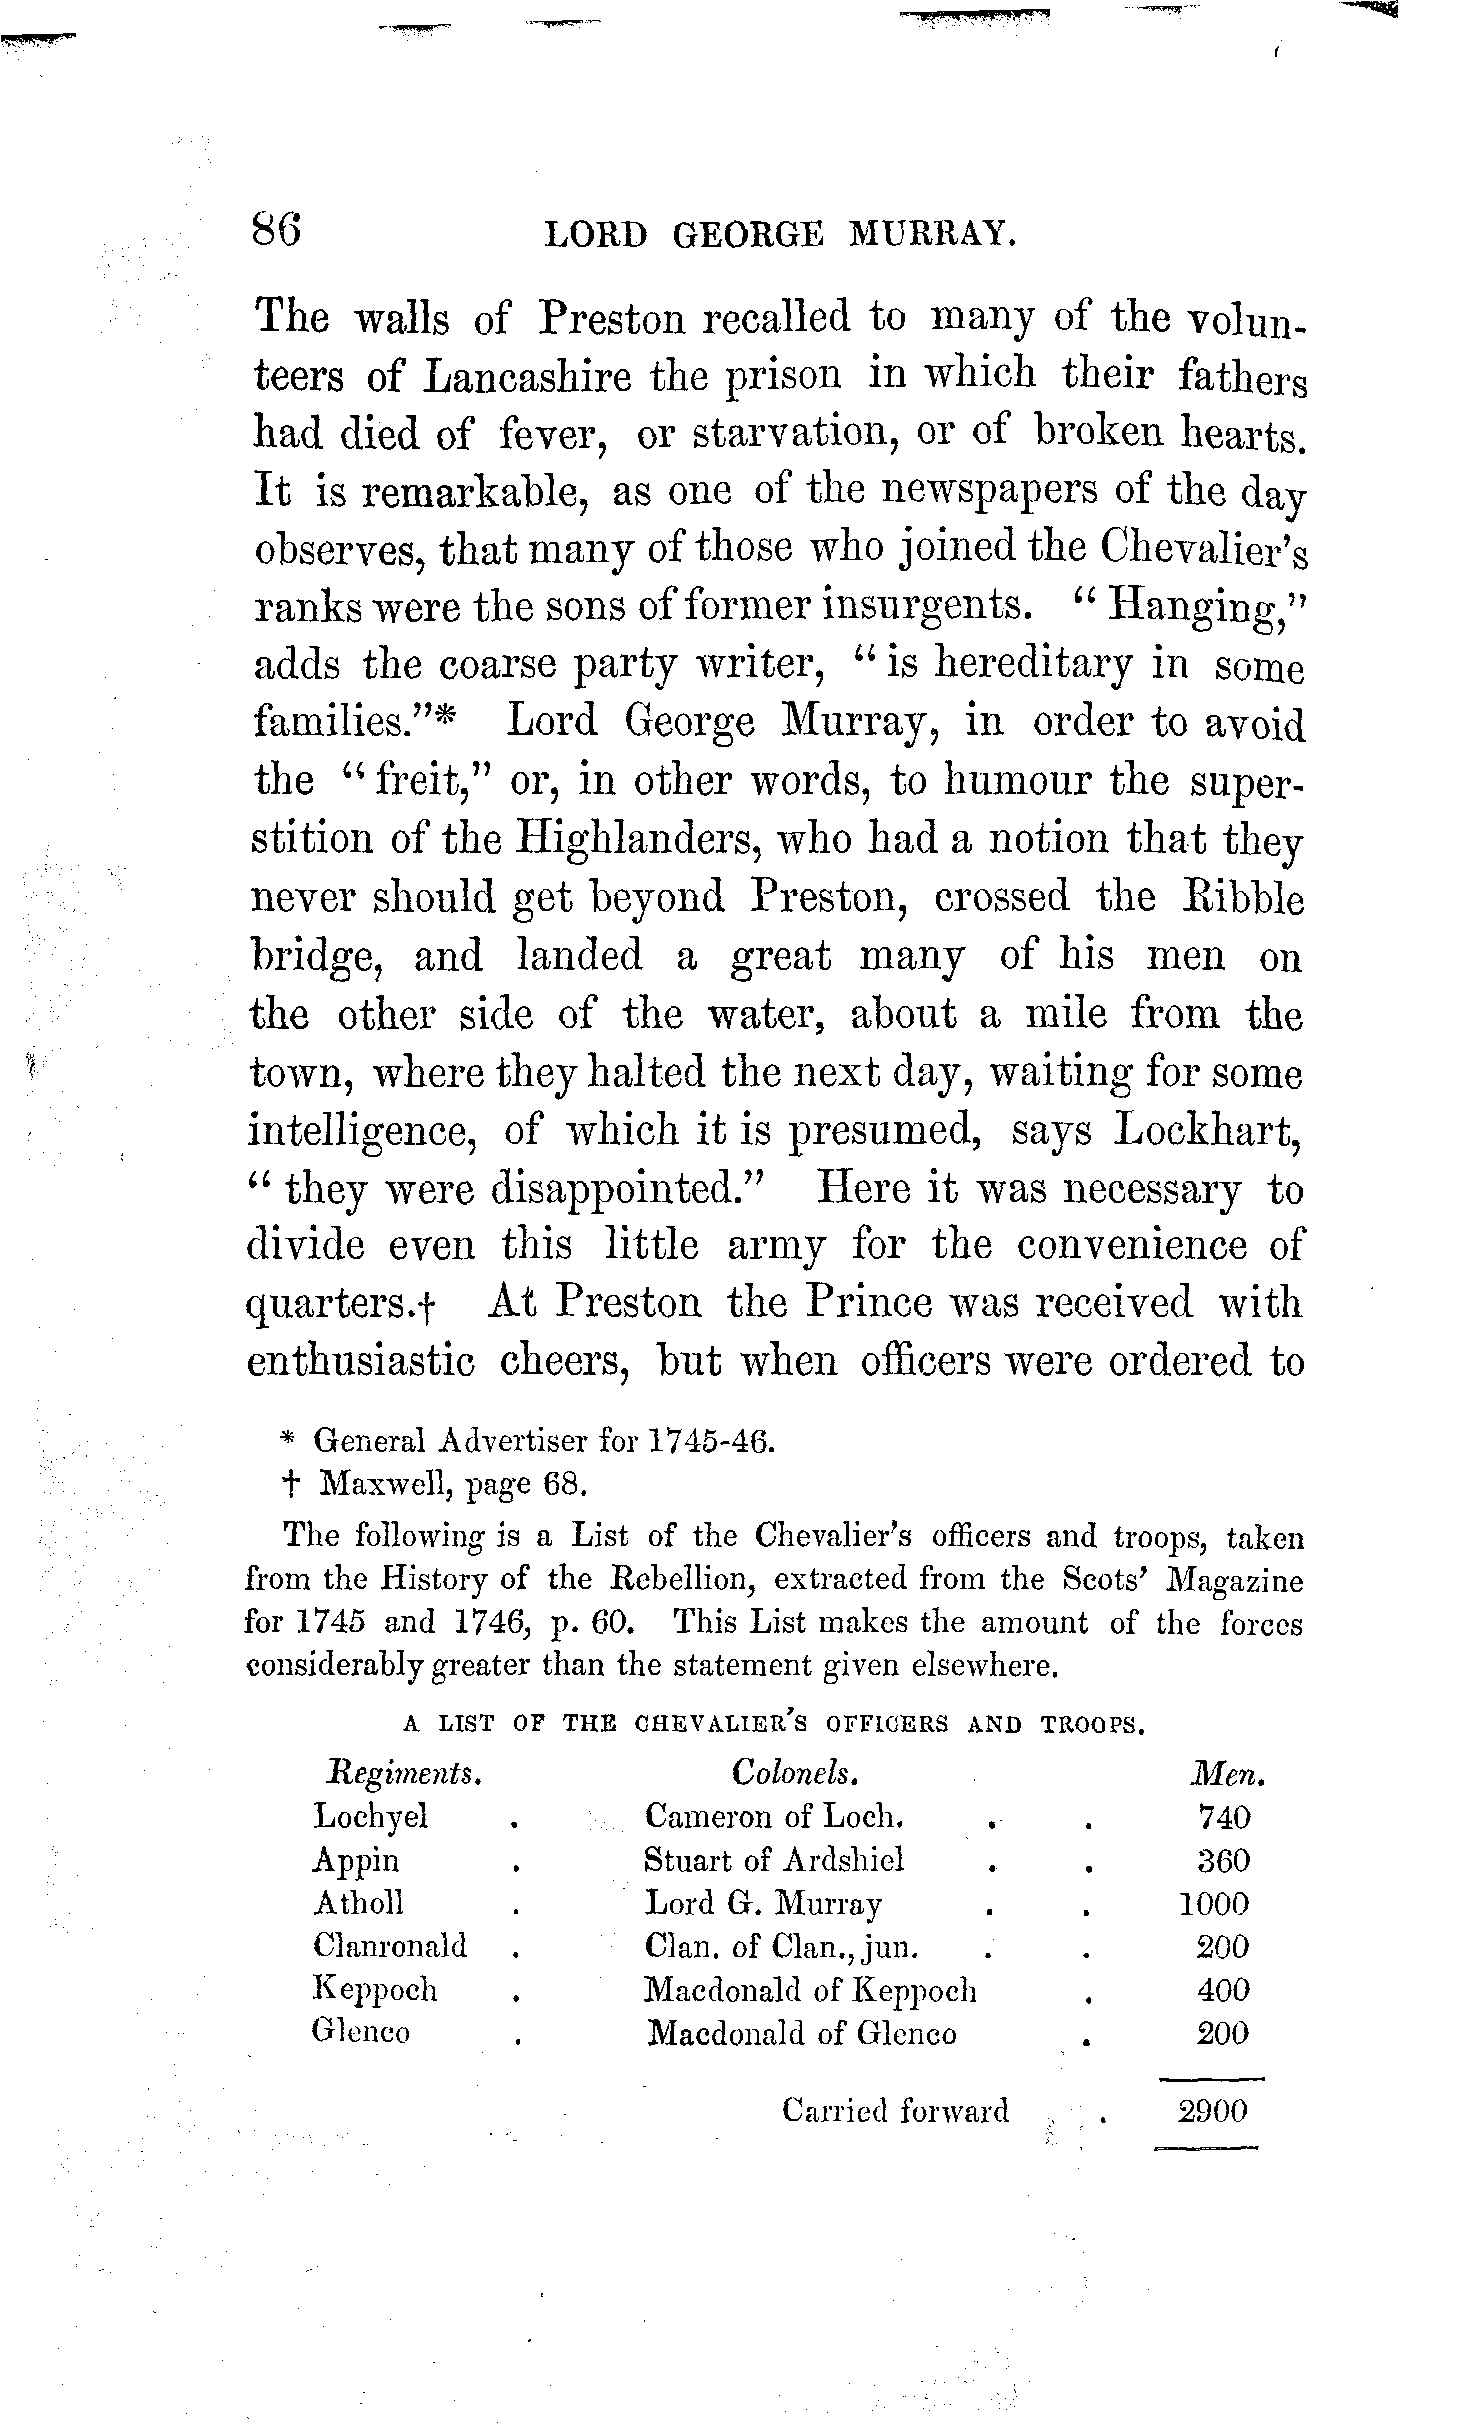 86 LORD GEORGE MURRAY.
The walls of Preston recalled to many of the volun-
teers of Lancashire the prison in which their fathers
had died of fever, or starvation, or of broken hearts.
It is remarkable, as one of the newspapers of the day
observes, that many of those who joined the Chevalier's
ranks were the sons of former insurgents. "Hanging,"
adds the coarse party writer, "is hereditary in some
families."* Lord George Murray, in order to avoid
the "freit," or, in other words, to humour the super-
stition of the Highlanders, who had a notion that they
never should get beyond Preston, crossed the Ribble
bridge, and landed a great many of his men on
the other side of the water, about a mile from the
town, where they halted the next day, waiting for some
intelligence, of which it is presumed, says Lockhart,
"they were disappointed." Here it was necessary to
divide even this little army for the convenience of
quarters.† At Preston the Prince was received with
enthusiastic cheers, but when officers were ordered to
* General Advertiser for 1745-46.
† Maxwell, page 68.
The following is a List of the Chevalier's officers and troops, taken
from the History of the Rebellion, extracted from the Scots' Magazine
for 1745 and 1746, p. 60. This List makes the amount of the forces
considerably greater than the statement given elsewhere.
A LIST OF THE CHEVALIER'S OFFICERS AND TROOPS.
Regiments. Colonels. Men.
Lochyel . Cameron of Loch. . . 740
Appin . Stuart of Ardshiel . . 360
Atholl . Lord G. Murray . . 1000
Clanronald . Clan. of Clan., jun. . . 200
Keppoch . Macdonald of Keppoch . 400
Glenco . Macdonald of Glenco . 200
Carried forward . 2900